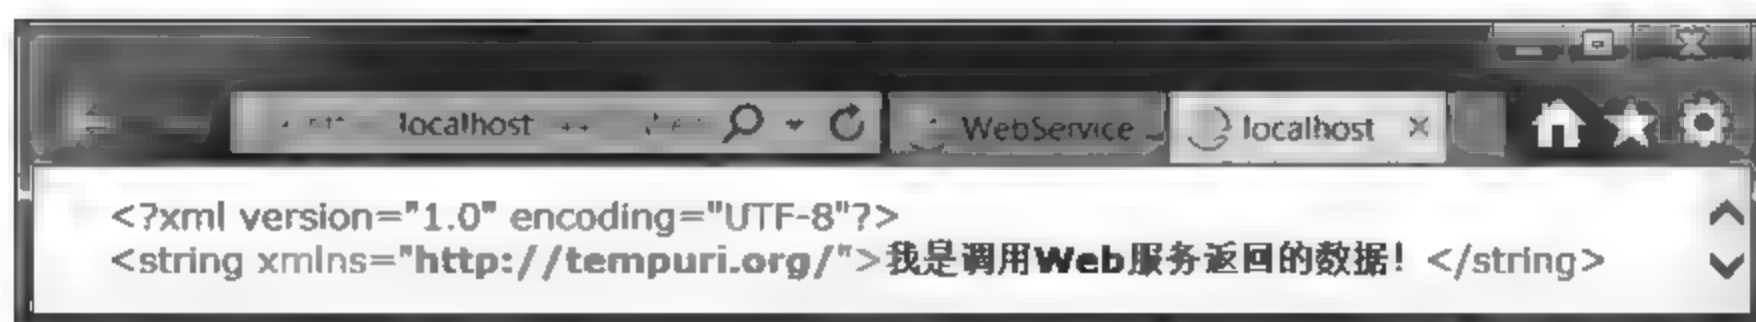 localhost
WebService
localhost
<?xml version="1.0" encoding="UTF-8"?>
<string xmlns="http://tempuri.org/">我是调用Web服务返回的数据! </string>